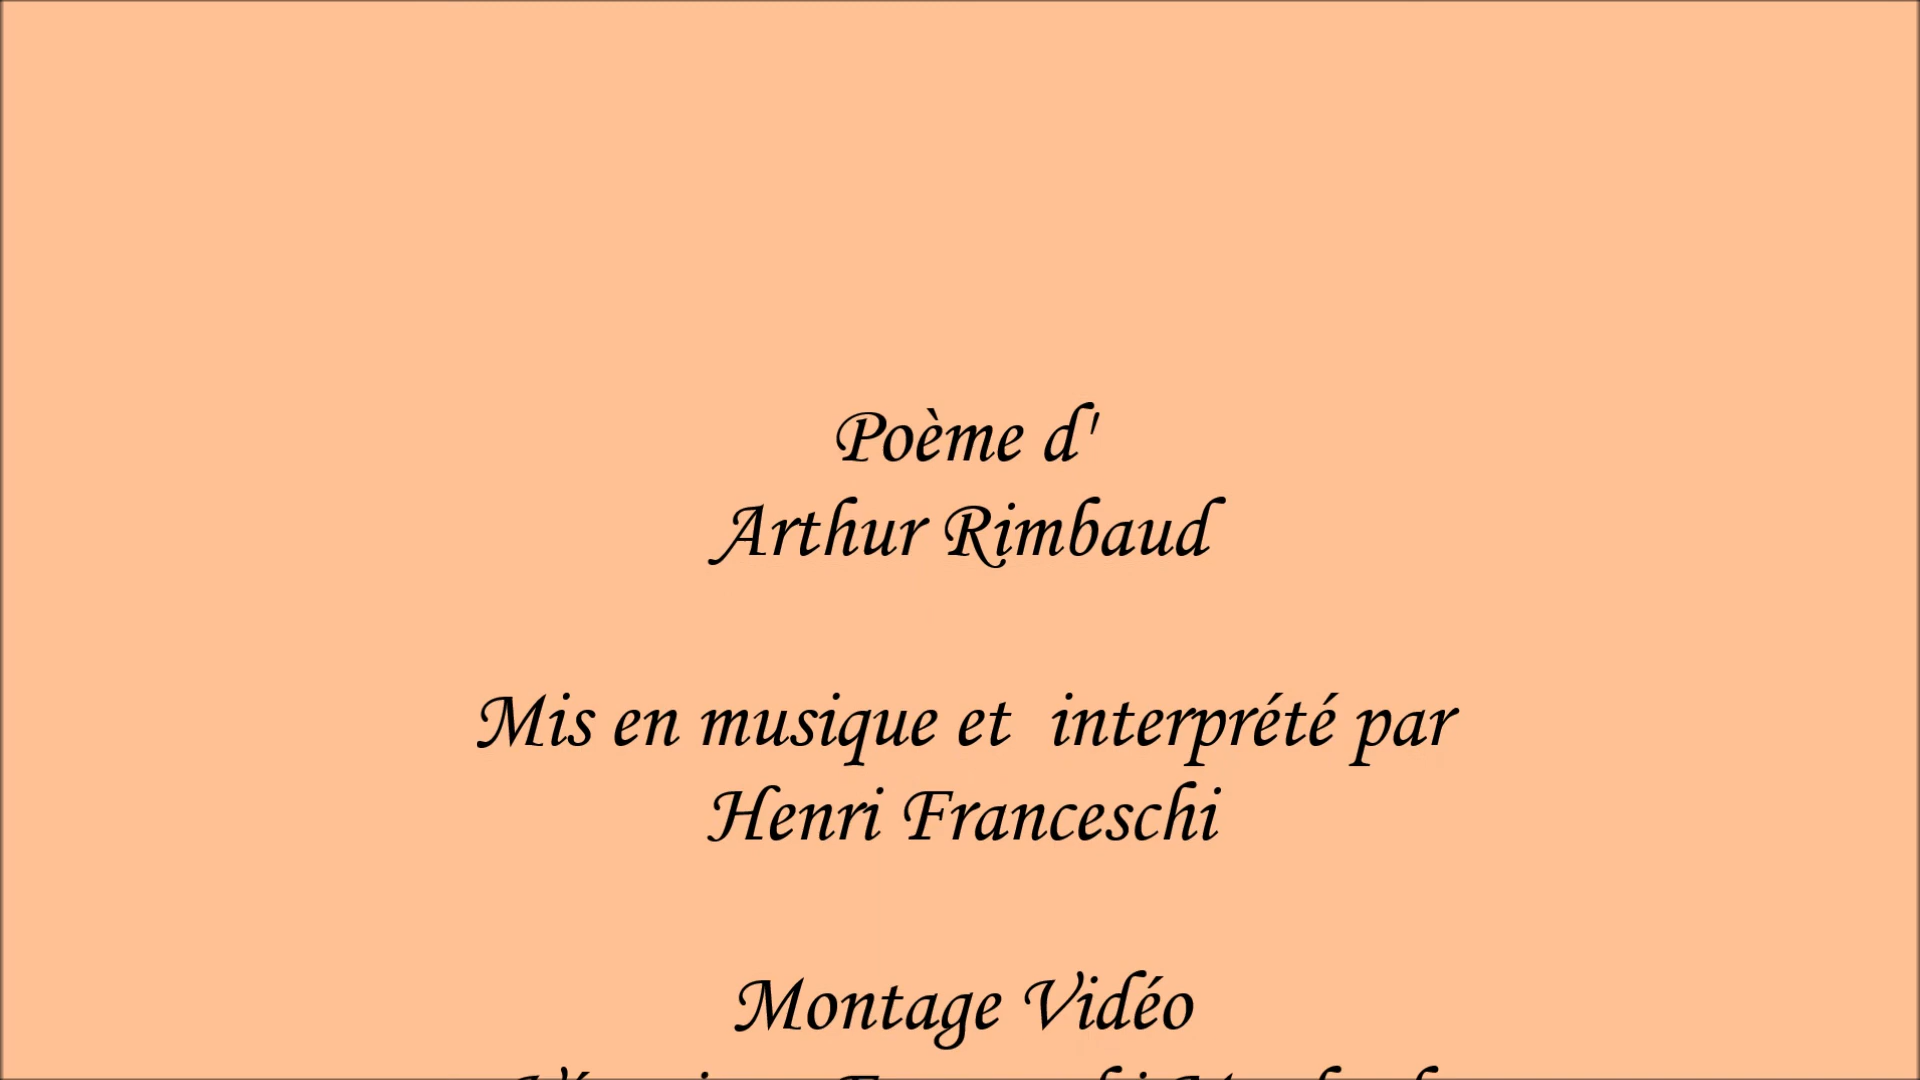 Poème d'
Arthur Rimbaud
Mis en musique et  interprété par
Henri Franceschi
Montage Vidéo